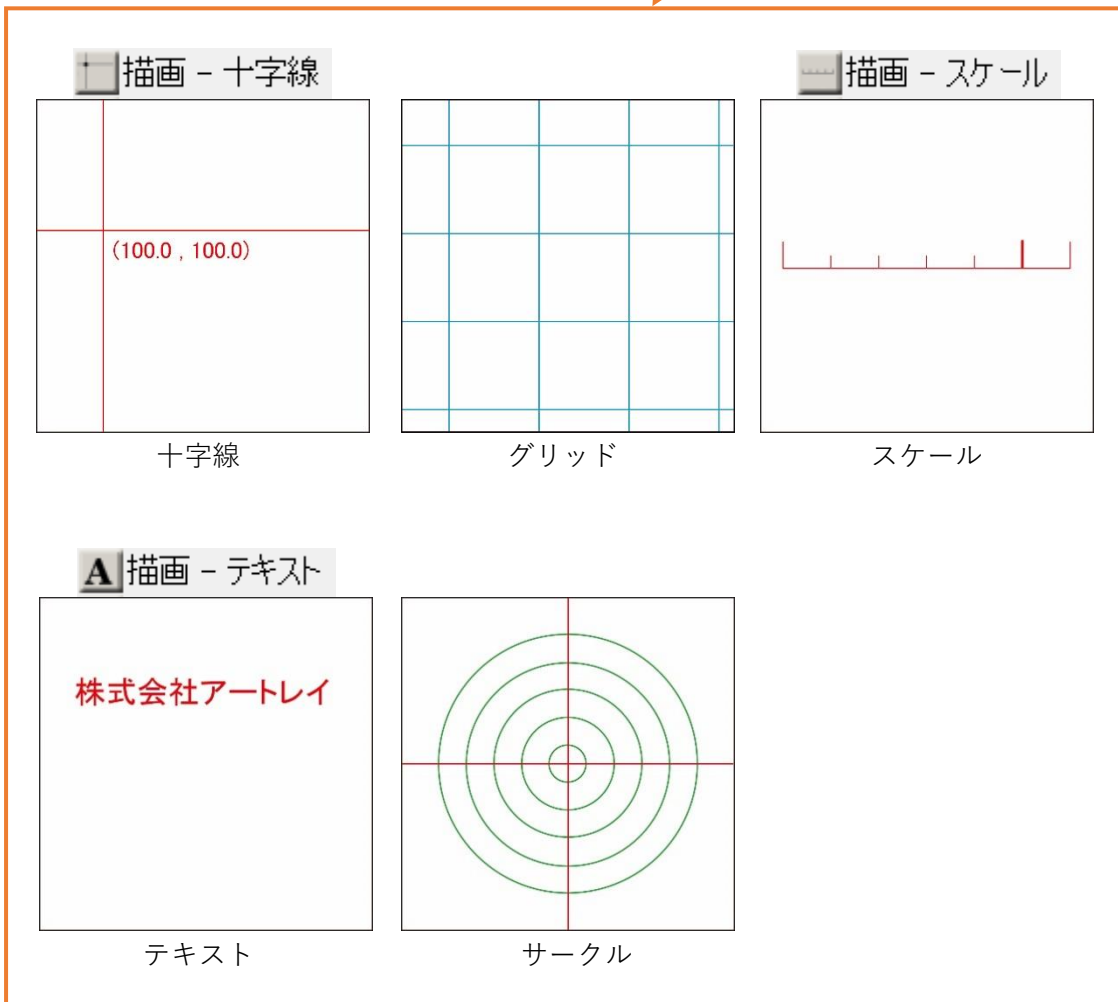 描画 - 十字線
描画 - スケール
(100.0 , 100.0)
十字線
グリッド
スケール
A 描画 - テキスト
株式会社アートレイ
テキスト
サークル